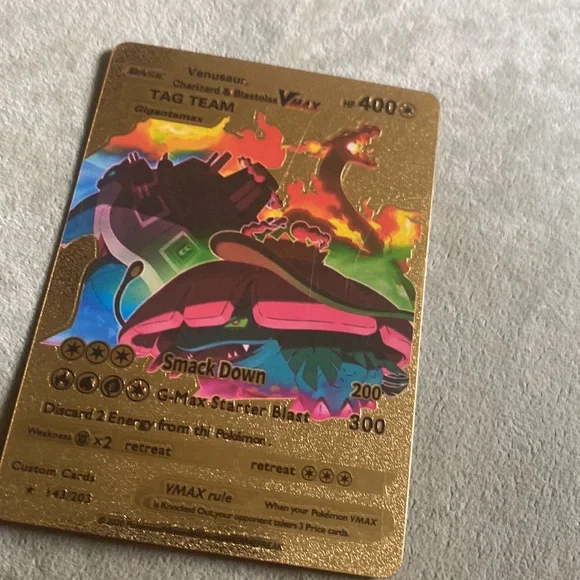 BASIC Venusaur,
Charizard & Blastoise VMAX HP 400
TAG TEAM
Gigantamax
Smack Down 200
G-Max Starter Blast 300
Discard 2 Energy from thi Pokémon.
Weakness x2 retreat
retreat
Custom Cards
143/203
VMAX rule
When your Pokémon VMAX
is Knocked Out, your opponent takers 3 Price cards.